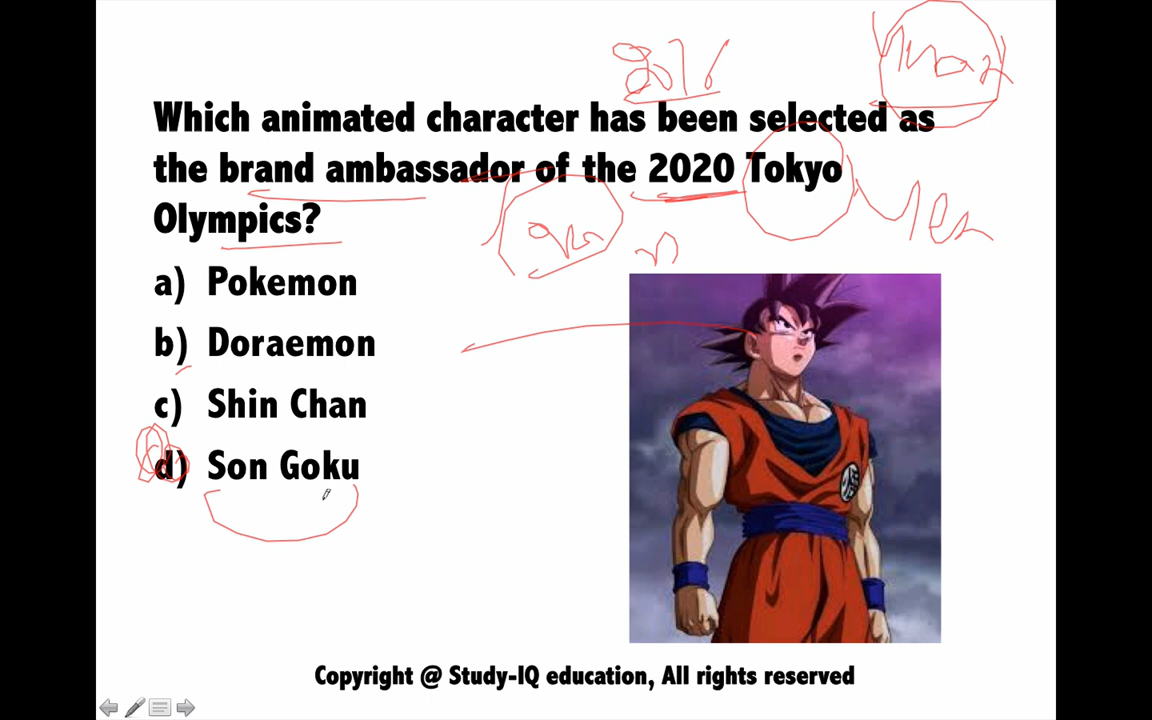 2016
Which animated character has been selected as
the brand ambassador of the 2020 Tokyo
Olympics?
a) Pokemon
b) Doraemon
c) Shin Chan
d) Son Goku
Copyright @ Study-IQ education, All rights reserved